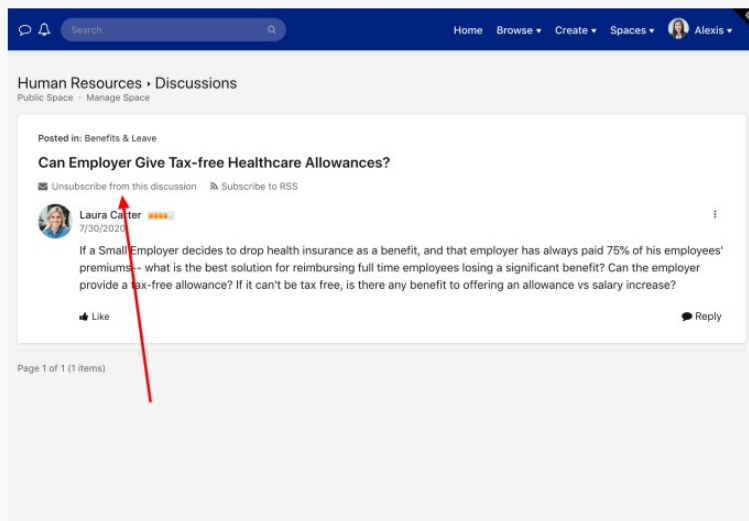 Search
Home Browse Create Spaces Alexis
Human Resources › Discussions
Public Space · Manage Space
Posted in: Benefits & Leave
Can Employer Give Tax-free Healthcare Allowances?
Unsubscribe from this discussion Subscribe to RSS
Laura Carter
7/30/2020
If a Small Employer decides to drop health insurance as a benefit, and that employer has always paid 75% of his employees'
premiums-- what is the best solution for reimbursing full time employees losing a significant benefit? Can the employer
provide a tax-free allowance? If it can't be tax free, is there any benefit to offering an allowance vs salary increase?
Like Reply
Page 1 of 1 (1 items)